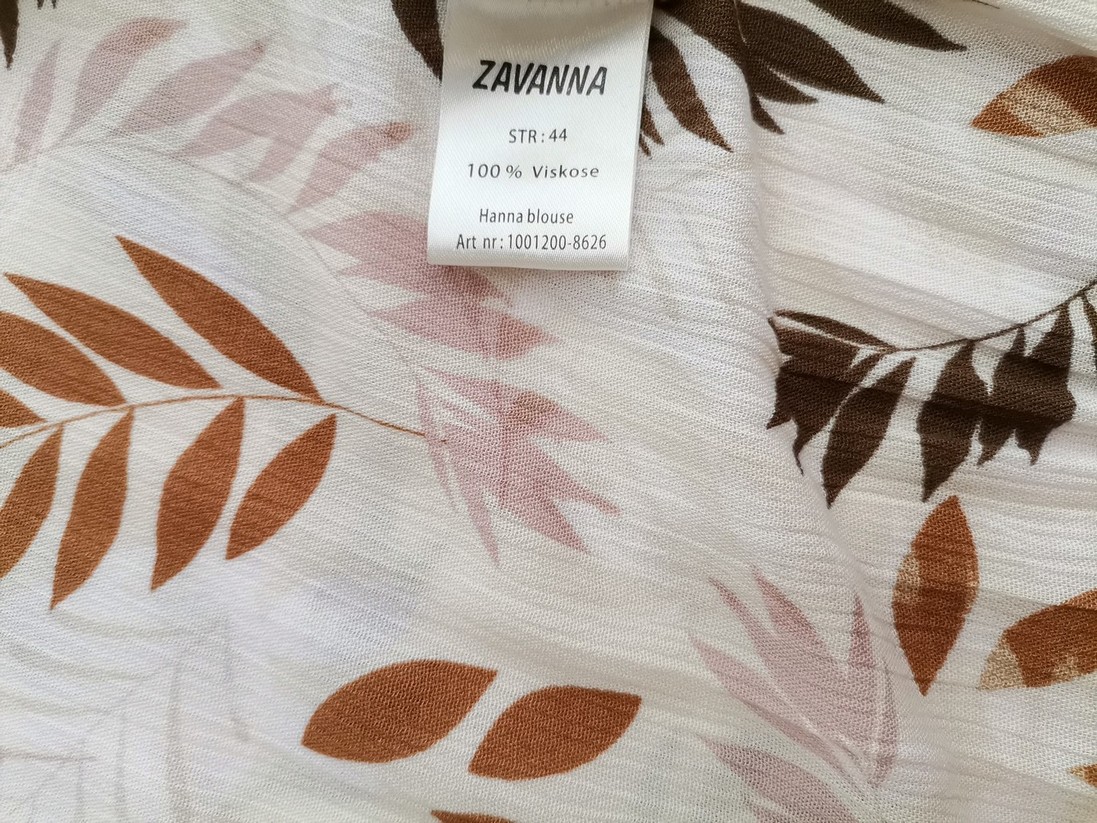 ZAVANNA
STR: 44
100 % Viskose
Hanna blouse
Art nr: 1001200-8626